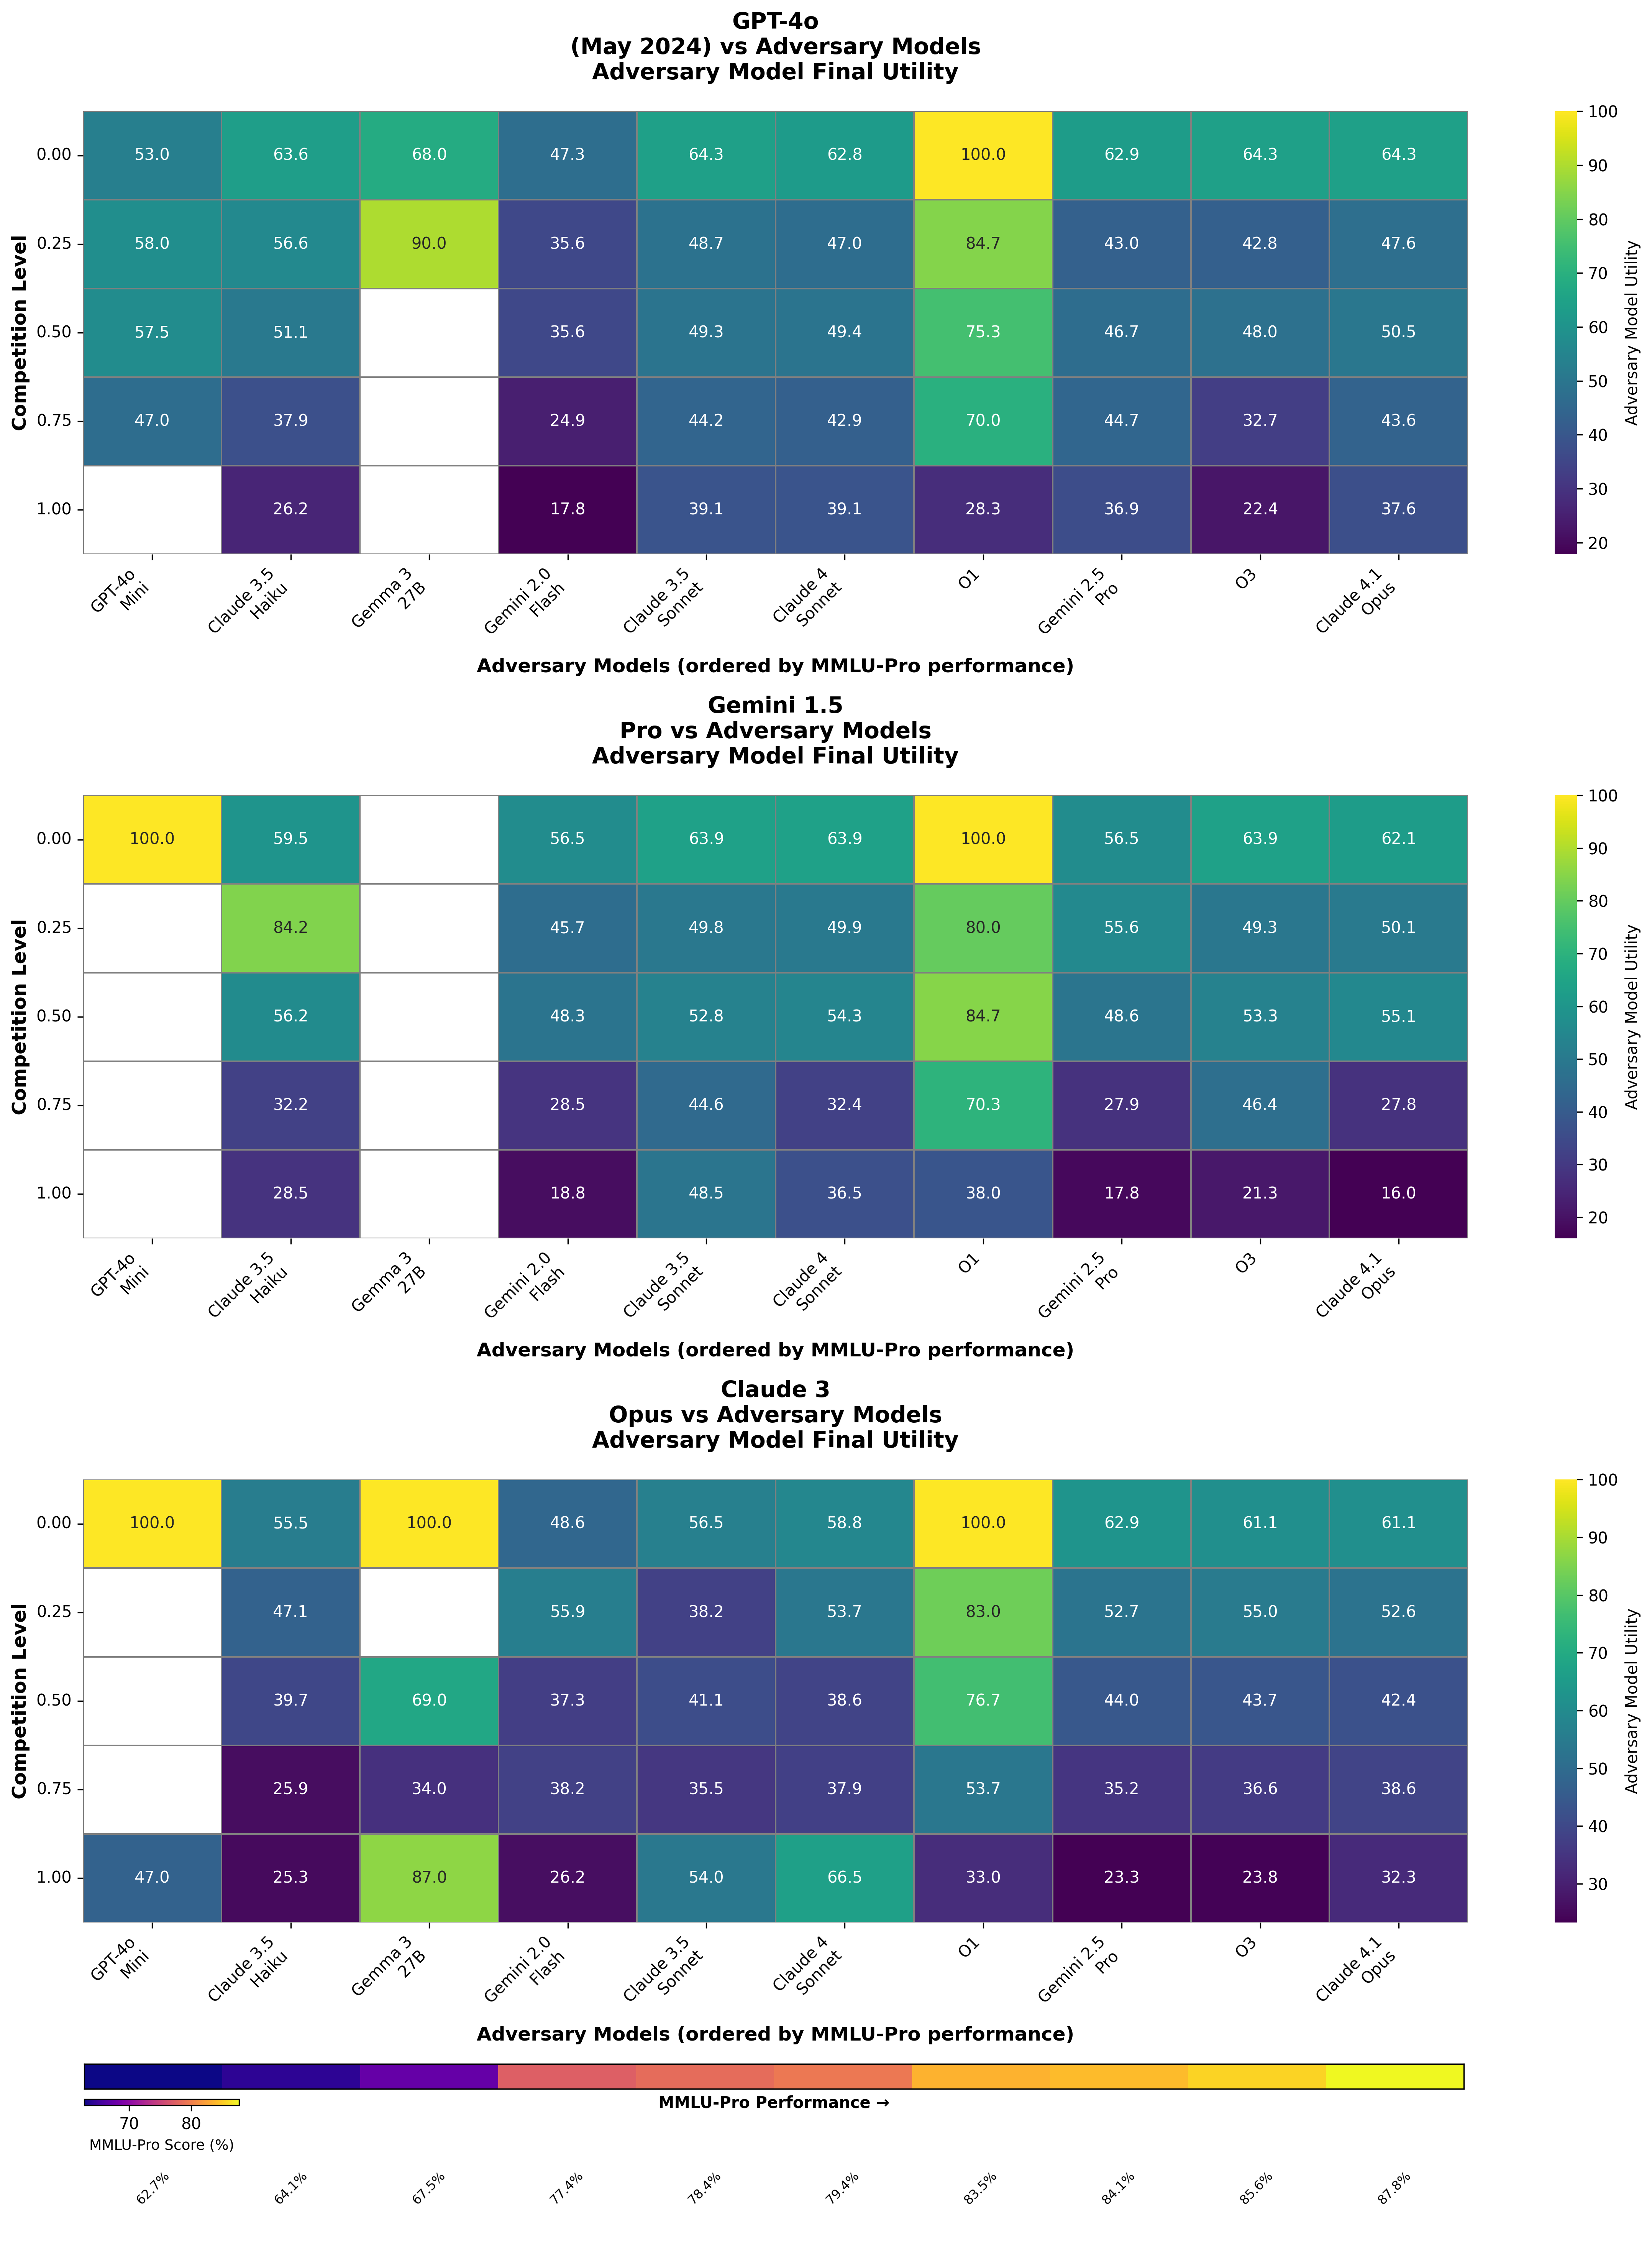 GPT-4o
(May 2024) vs Adversary Models
Adversary Model Final Utility
Competition Level
0.00 53.0 63.6 68.0 47.3 64.3 62.8 100.0 62.9 64.3 64.3
0.25 58.0 56.6 90.0 35.6 48.7 47.0 84.7 43.0 42.8 47.6
0.50 57.5 51.1 35.6 49.3 49.4 75.3 46.7 48.0 50.5
0.75 47.0 37.9 24.9 44.2 42.9 70.0 44.7 32.7 43.6
1.00 26.2 17.8 39.1 39.1 28.3 36.9 22.4 37.6
GPT-4o
Mini
Claude 3.5
Haiku
Gemma 3
27B
Gemini 2.0
Flash
Claude 3.5
Sonnet
Claude 4
Sonnet
O1
Gemini 2.5
Pro
O3
Claude 4.1
Opus
Adversary Models (ordered by MMLU-Pro performance)
100
90
80
70
60
50
40
30
20
Adversary Model Utility
Gemini 1.5
Pro vs Adversary Models
Adversary Model Final Utility
Competition Level
0.00 100.0 59.5 56.5 63.9 63.9 100.0 56.5 63.9 62.1
0.25 84.2 45.7 49.8 49.9 80.0 55.6 49.3 50.1
0.50 56.2 48.3 52.8 54.3 84.7 48.6 53.3 55.1
0.75 32.2 28.5 44.6 32.4 70.3 27.9 46.4 27.8
1.00 28.5 18.8 48.5 36.5 38.0 17.8 21.3 16.0
GPT-4o
Mini
Claude 3.5
Haiku
Gemma 3
27B
Gemini 2.0
Flash
Claude 3.5
Sonnet
Claude 4
Sonnet
O1
Gemini 2.5
Pro
O3
Claude 4.1
Opus
Adversary Models (ordered by MMLU-Pro performance)
100
90
80
70
60
50
40
30
20
Adversary Model Utility
Claude 3
Opus vs Adversary Models
Adversary Model Final Utility
Competition Level
0.00 100.0 55.5 100.0 48.6 56.5 58.8 100.0 62.9 61.1 61.1
0.25 47.1 55.9 38.2 53.7 83.0 52.7 55.0 52.6
0.50 39.7 69.0 37.3 41.1 38.6 76.7 44.0 43.7 42.4
0.75 25.9 34.0 38.2 35.5 37.9 53.7 35.2 36.6 38.6
1.00 47.0 25.3 87.0 26.2 54.0 66.5 33.0 23.3 23.8 32.3
GPT-4o
Mini
Claude 3.5
Haiku
Gemma 3
27B
Gemini 2.0
Flash
Claude 3.5
Sonnet
Claude 4
Sonnet
O1
Gemini 2.5
Pro
O3
Claude 4.1
Opus
Adversary Models (ordered by MMLU-Pro performance)
100
90
80
70
60
50
40
30
Adversary Model Utility
MMLU-Pro Performance →
70 80
MMLU-Pro Score (%)
62.7% 64.1% 67.5% 77.4% 78.4% 79.4% 83.5% 84.1% 85.6% 87.8%